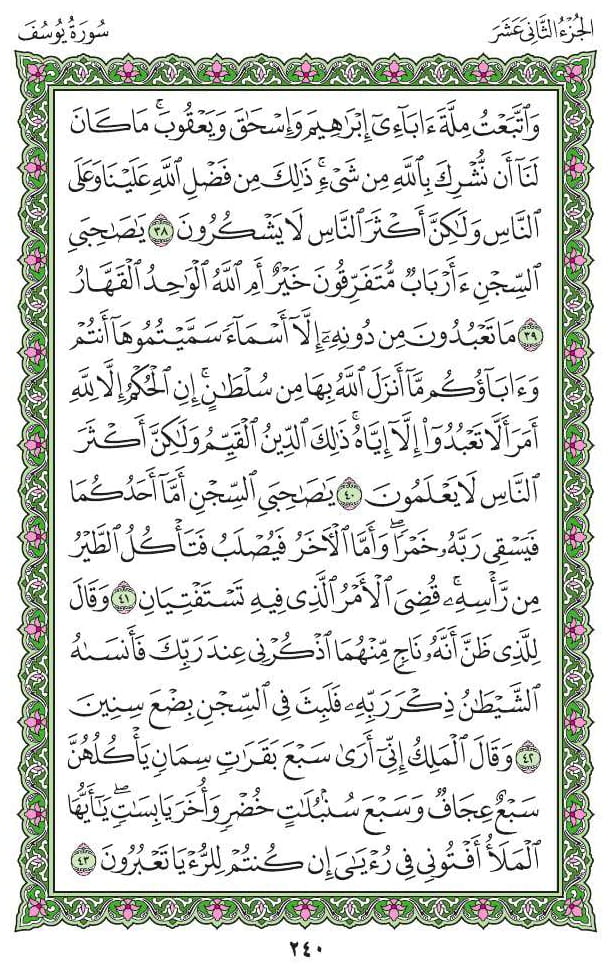 الجُزْءُ الثَّانِي عَشَرَ
سُورَةُ يُوسُفَ
وَٱتَّبَعْتُ مِلَّةَ ءَابَآءِىٓ إِبْرَٰهِيمَ وَإِسْحَٰقَ وَيَعْقُوبَۚ مَا كَانَ
لَنَآ أَن نُّشْرِكَ بِٱللَّهِ مِن شَىْءٍۚ ذَٰلِكَ مِن فَضْلِ ٱللَّهِ عَلَيْنَا وَعَلَى
ٱلنَّاسِ وَلَٰكِنَّ أَكْثَرَ ٱلنَّاسِ لَا يَشْكُرُونَ ٣٨ يَٰصَىٰحِبَىِ
ٱلسِّجْنِ ءَأَرْبَابٌ مُّتَفَرِّقُونَ خَيْرٌ أَمِ ٱللَّهُ ٱلْوَٰحِدُ ٱلْقَهَّارُ
٣٩ مَا تَعْبُدُونَ مِن دُونِهِۦٓ إِلَّآ أَسْمَآءً سَمَّيْتُمُوهَآ أَنتُمْ
وَءَابَآؤُكُم مَّآ أَنزَلَ ٱللَّهُ بِهَا مِن سُلْطَٰنٍۚ إِنِ ٱلْحُكْمُ إِلَّا لِلَّهِ
أَمَرَ أَلَّا تَعْبُدُوٓا۟ إِلَّآ إِيَّاهُۚ ذَٰلِكَ ٱلدِّينُ ٱلْقَيِّمُ وَلَٰكِنَّ أَكْثَرَ
ٱلنَّاسِ لَا يَعْلَمُونَ ٤٠ يَٰصَىٰحِبَىِ ٱلسِّجْنِ أَمَّآ أَحَدُكُمَا
فَيَسْقِى رَبَّهُۥ خَمْرًاۖ وَأَمَّا ٱلْءَاخَرُ فَيُصْلَبُ فَتَأْكُلُ ٱلطَّيْرُ
مِن رَّأْسِهِۦۚ قُضِىَ ٱلْأَمْرُ ٱلَّذِى فِيهِ تَسْتَفْتِيَانِ ٤١ وَقَالَ
لِلَّذِى ظَنَّ أَنَّهُۥ نَاجٍ مِّنْهُمَا ٱذْكُرْنِى عِندَ رَبِّكَ فَأَنسَىٰهُ
ٱلشَّيْطَٰنُ ذِكْرَ رَبِّهِۦ فَلَبِثَ فِى ٱلسِّجْنِ بِضْعَ سِنِينَ
٤٢ وَقَالَ ٱلْمَلِكُ إِنِّىٓ أَرَىٰ سَبْعَ بَقَرَٰتٍ سِمَانٍ يَأْكُلُهُنَّ
سَبْعٌ عِجَافٌ وَسَبْعَ سُنۢبُلَٰتٍ خُضْرٍ وَأُخَرَ يَابِسَٰتٍۖ يَٰٓأَيُّهَا
ٱلْمَلَأُ أَفْتُونِى فِى رُءْيَٰىَ إِن كُنتُمْ لِلرُّءْيَا تَعْبُرُونَ ٤٣
٢٤٠